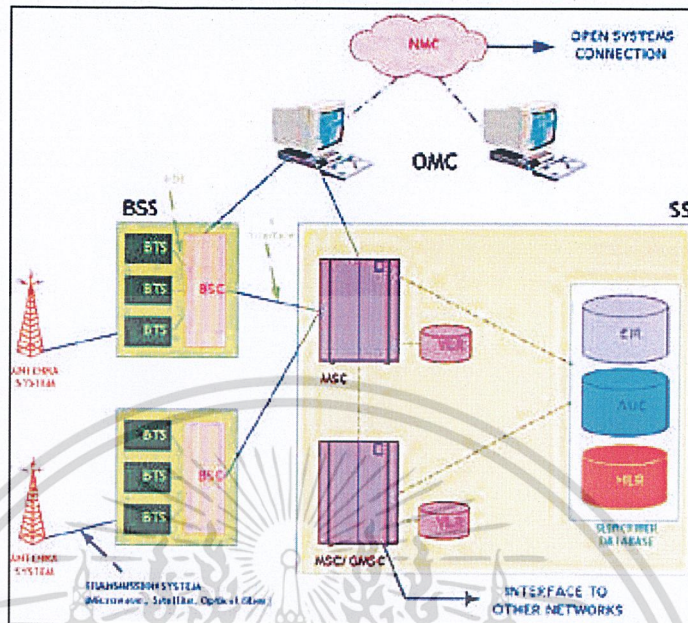 NMC
OPEN SYSTEMS
CONNECTION
OMC
BSS
SS
BTS
BTS
BTS
BSC
ANTENNA
SYSTEM
MSC
VLR
EIR
AUC
HLR
SUBSCRIBER
DATABASE
BTS
BTS
BTS
BSC
ANTENNA
SYSTEM
MSC/GMSC
VLR
TRANSMISSION SYSTEM
(Microwave, Satellite, Optical fiber)
INTERFACE TO
OTHER NETWORKS